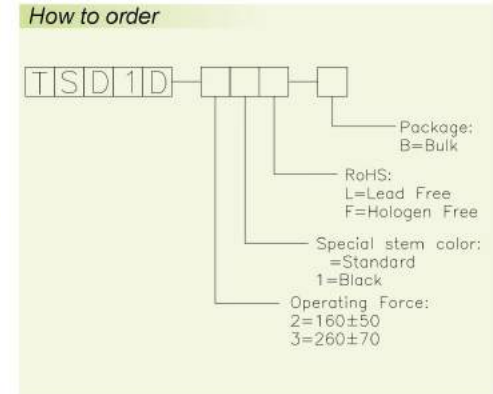 How to order
TSD1D
Package:
B=Bulk
RoHS:
L=Lead Free
F=Hologen Free
Special stem color:
=Standard
1=Black
Operating Force:
2=160±50
3=260±70